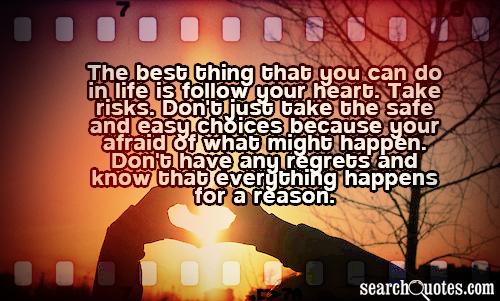 7
The best thing that you can do
in life is follow your heart. Take
risks. Don't just take the safe
and easy choices because your
afraid of what might happen.
Don't have any regrets and
know that everything happens
for a reason.
searchQuotes.com